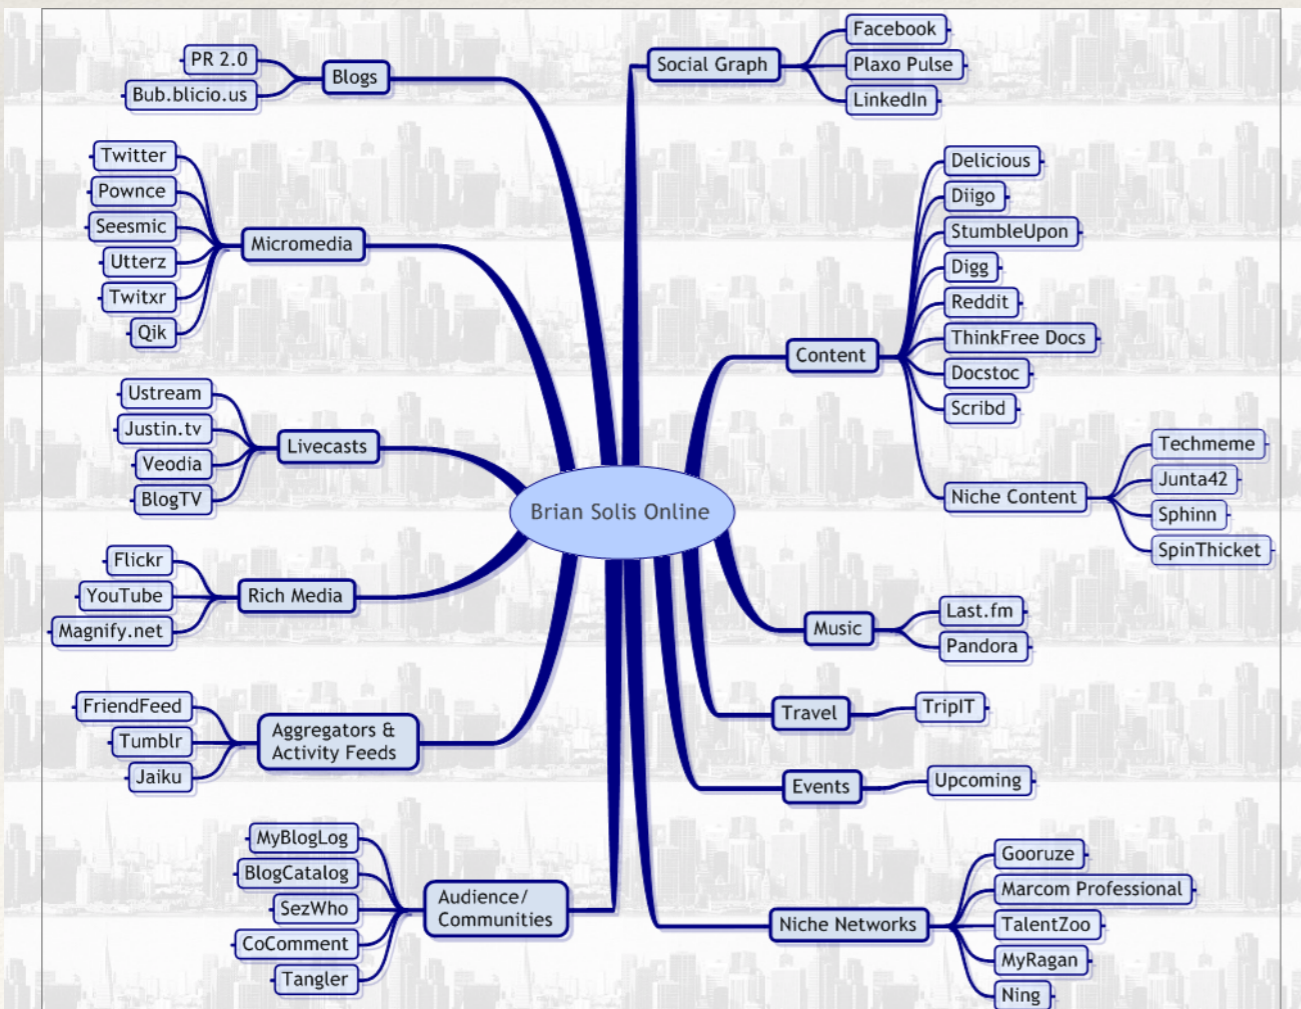 Brian Solis Online
Blogs
PR 2.0
Bub.blicio.us
Micromedia
Twitter
Pownce
Seesmic
Utterz
Twitxr
Qik
Livecasts
Ustream
Justin.tv
Veodia
BlogTV
Rich Media
Flickr
YouTube
Magnify.net
Aggregators &
Activity Feeds
FriendFeed
Tumblr
Jaiku
Audience/
Communities
MyBlogLog
BlogCatalog
SezWho
CoComment
Tangler
Social Graph
Facebook
Plaxo Pulse
LinkedIn
Content
Delicious
Diigo
StumbleUpon
Digg
Reddit
ThinkFree Docs
Docstoc
Scribd
Niche Content
Techmeme
Junta42
Sphinn
SpinThicket
Music
Last.fm
Pandora
Travel
TripIT
Events
Upcoming
Niche Networks
Gooruze
Marcom Professional
TalentZoo
MyRagan
Ning